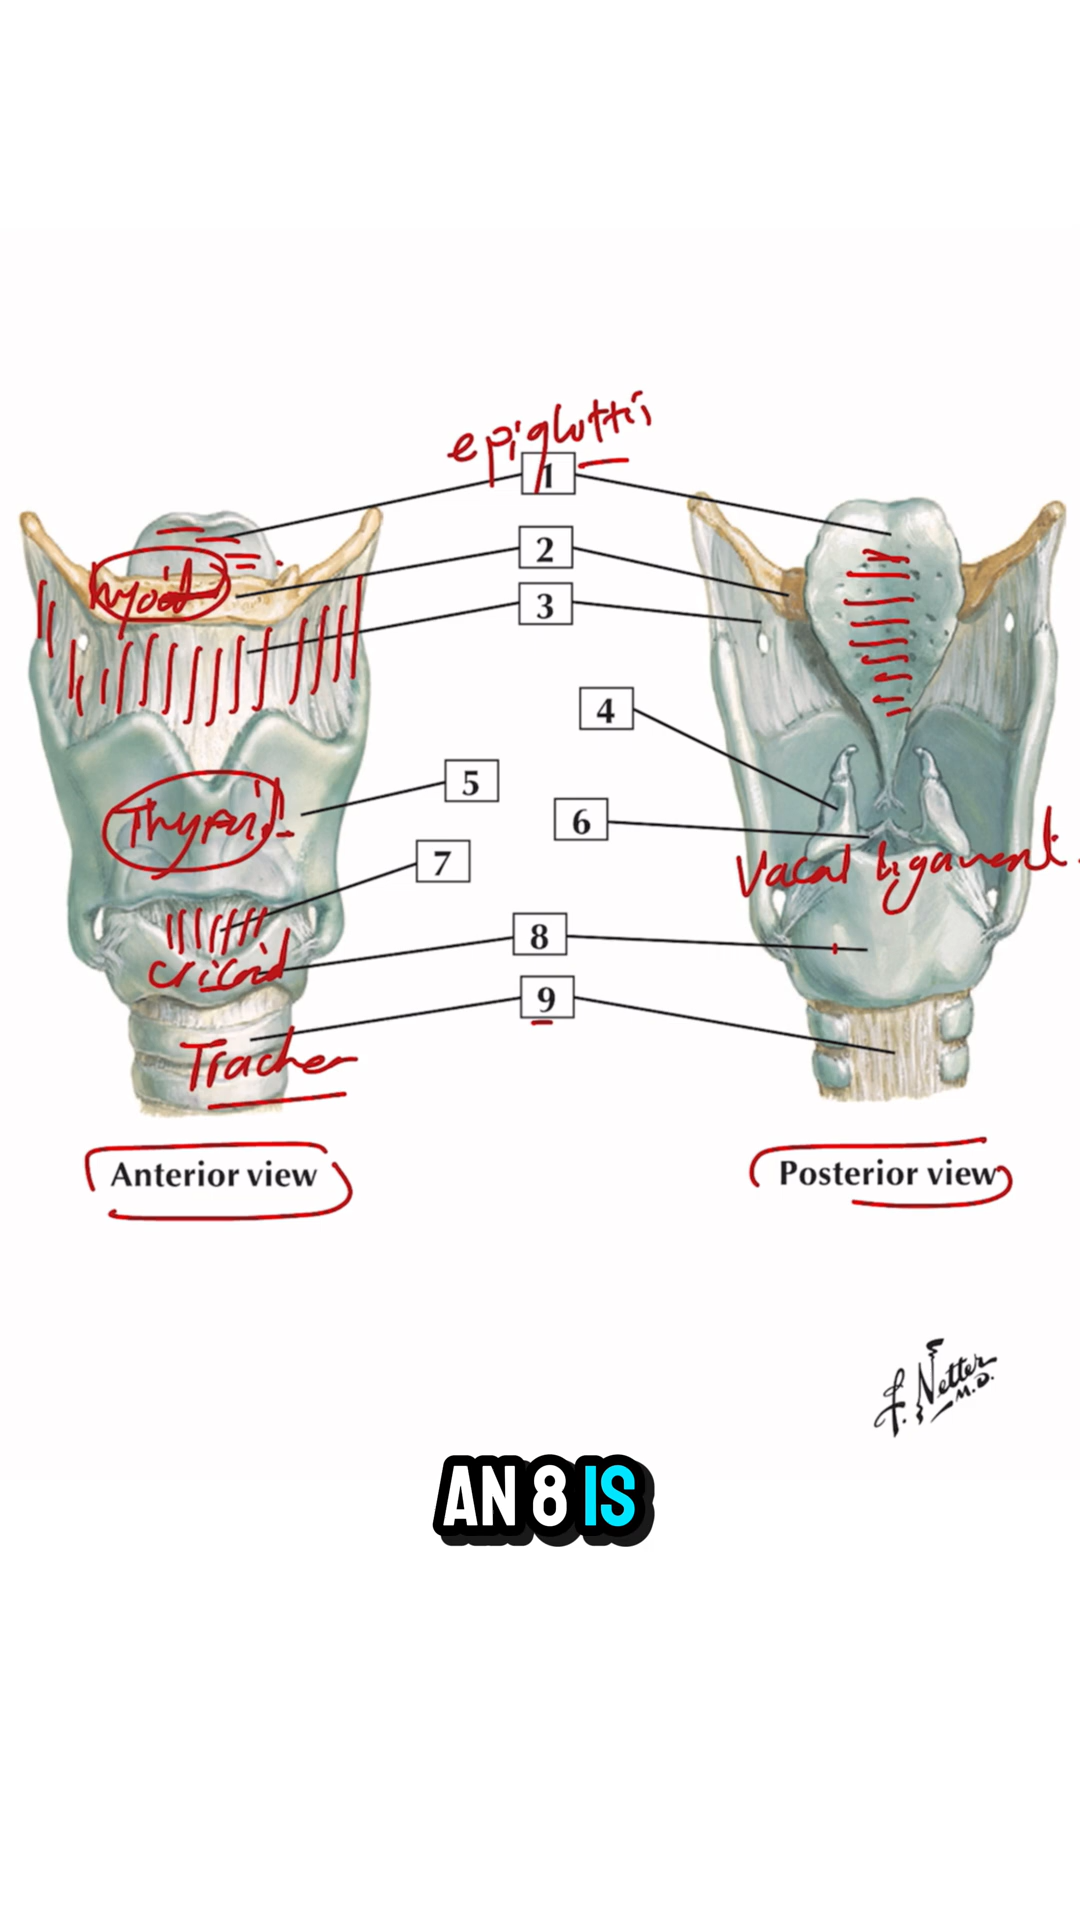 epiglottis
1
2
hyoid
3
4
5
Thyroid
6
Vocal ligament
7
8
cricoid
9
Trachea
Anterior view
Posterior view
F. Netter
M.D.
AN 8 IS